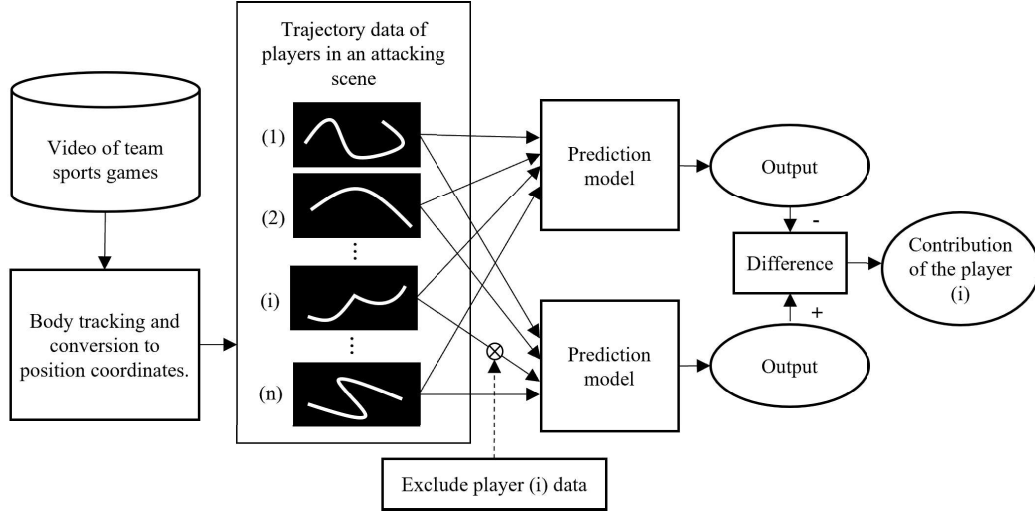 Video of team
sports games
Body tracking and
conversion to
position coordinates.
Trajectory data of
players in an attacking
scene
(1)
(2)
⋮
(i)
⋮
(n)
Exclude player (i) data
Prediction
model
Prediction
model
Output
-
Difference
+
Output
Contribution
of the player
(i)